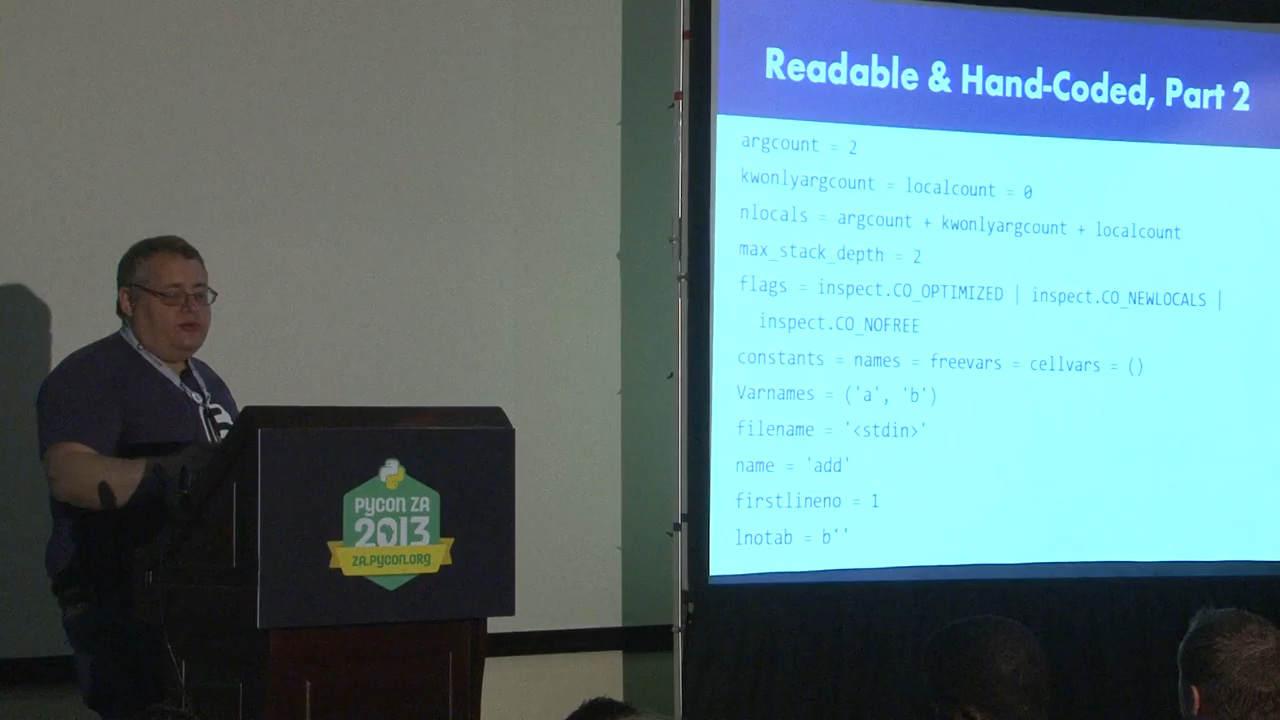 Readable & Hand-Coded, Part 2
argcount = 2
kwonlyargcount = localcount = 0
nlocals = argcount + kwonlyargcount + localcount
max_stack_depth = 2
flags = inspect.CO_OPTIMIZED | inspect.CO_NEWLOCALS |
inspect.CO_NOFREE
constants = names = freevars = cellvars = ()
Varnames = ('a', 'b')
filename = '<stdin>'
name = 'add'
firstlineno = 1
lnotab = b''
PYCON ZA
2013
ZA.PYCON.ORG